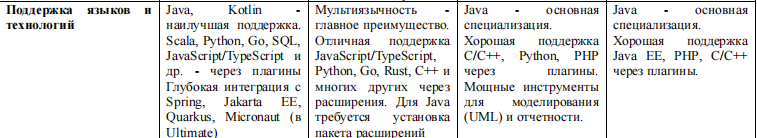 Поддержка языков и
технологий
Java, Kotlin -
наилучшая поддержка.
Scala, Python, Go, SQL,
JavaScript/TypeScript и
др. - через плагины
Глубокая интеграция с
Spring, Jakarta EE,
Quarkus, Micronaut (в
Ultimate)
Мультиязычность -
главное преимущество.
Отличная поддержка
JavaScript/TypeScript,
Python, Go, Rust, C++ и
многих других через
расширения. Для Java
требуется установка
пакета расширений
Java - основная
специализация.
Хорошая поддержка
C/C++, Python, PHP
через плагины.
Мощные инструменты
для моделирования
(UML) и отчетности.
Java - основная
специализация.
Хорошая поддержка
Java EE, PHP, C/C++
через плагины.